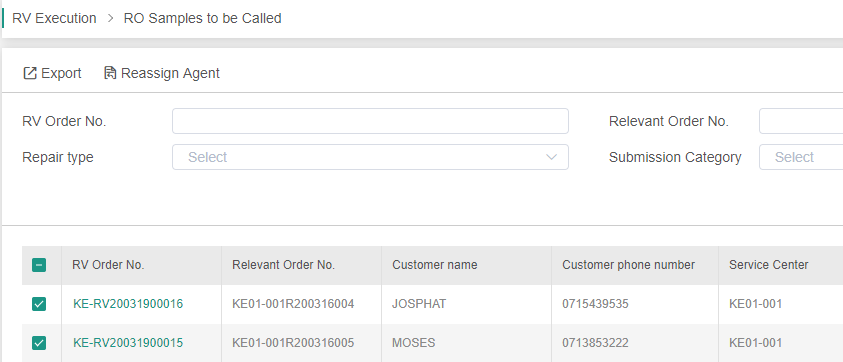 RV Execution > RO Samples to be Called
Export Reassign Agent
RV Order No. Relevant Order No.
Repair type Select Submission Category Select
RV Order No. Relevant Order No. Customer name Customer phone number Service Center
KE-RV20031900016 KE01-001R200316004 JOSPHAT 0715439535 KE01-001
KE-RV20031900015 KE01-001R200316005 MOSES 0713853222 KE01-001